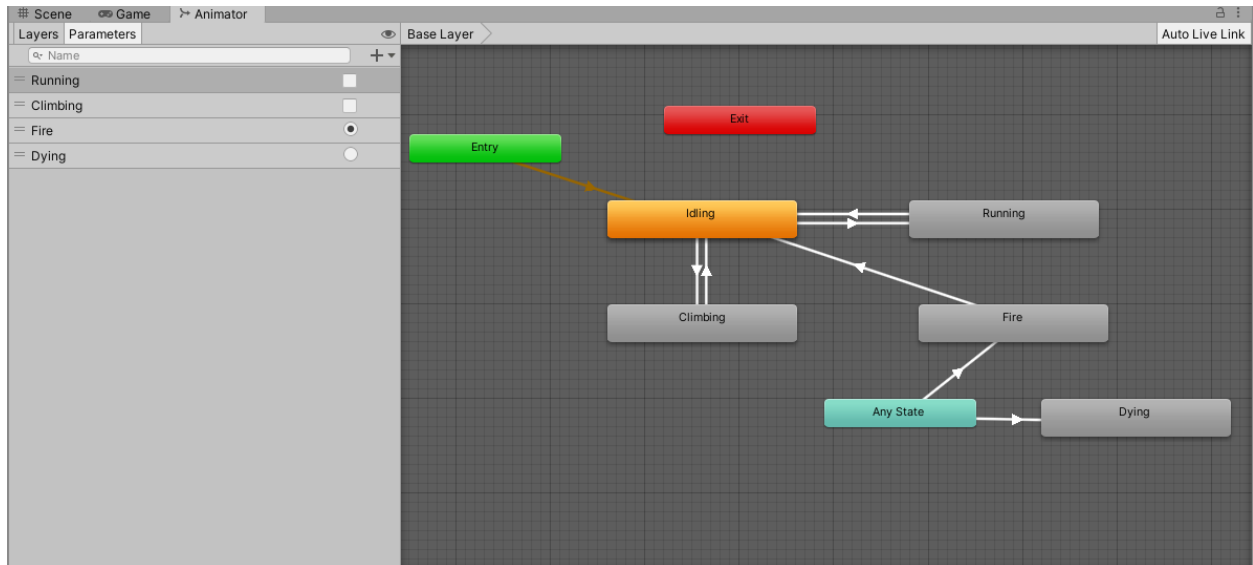 Scene Game Animator
Layers Parameters Base Layer Auto Live Link
Name
Running
Climbing
Fire
Dying
Exit
Entry
Idling Running
Climbing Fire
Any State Dying